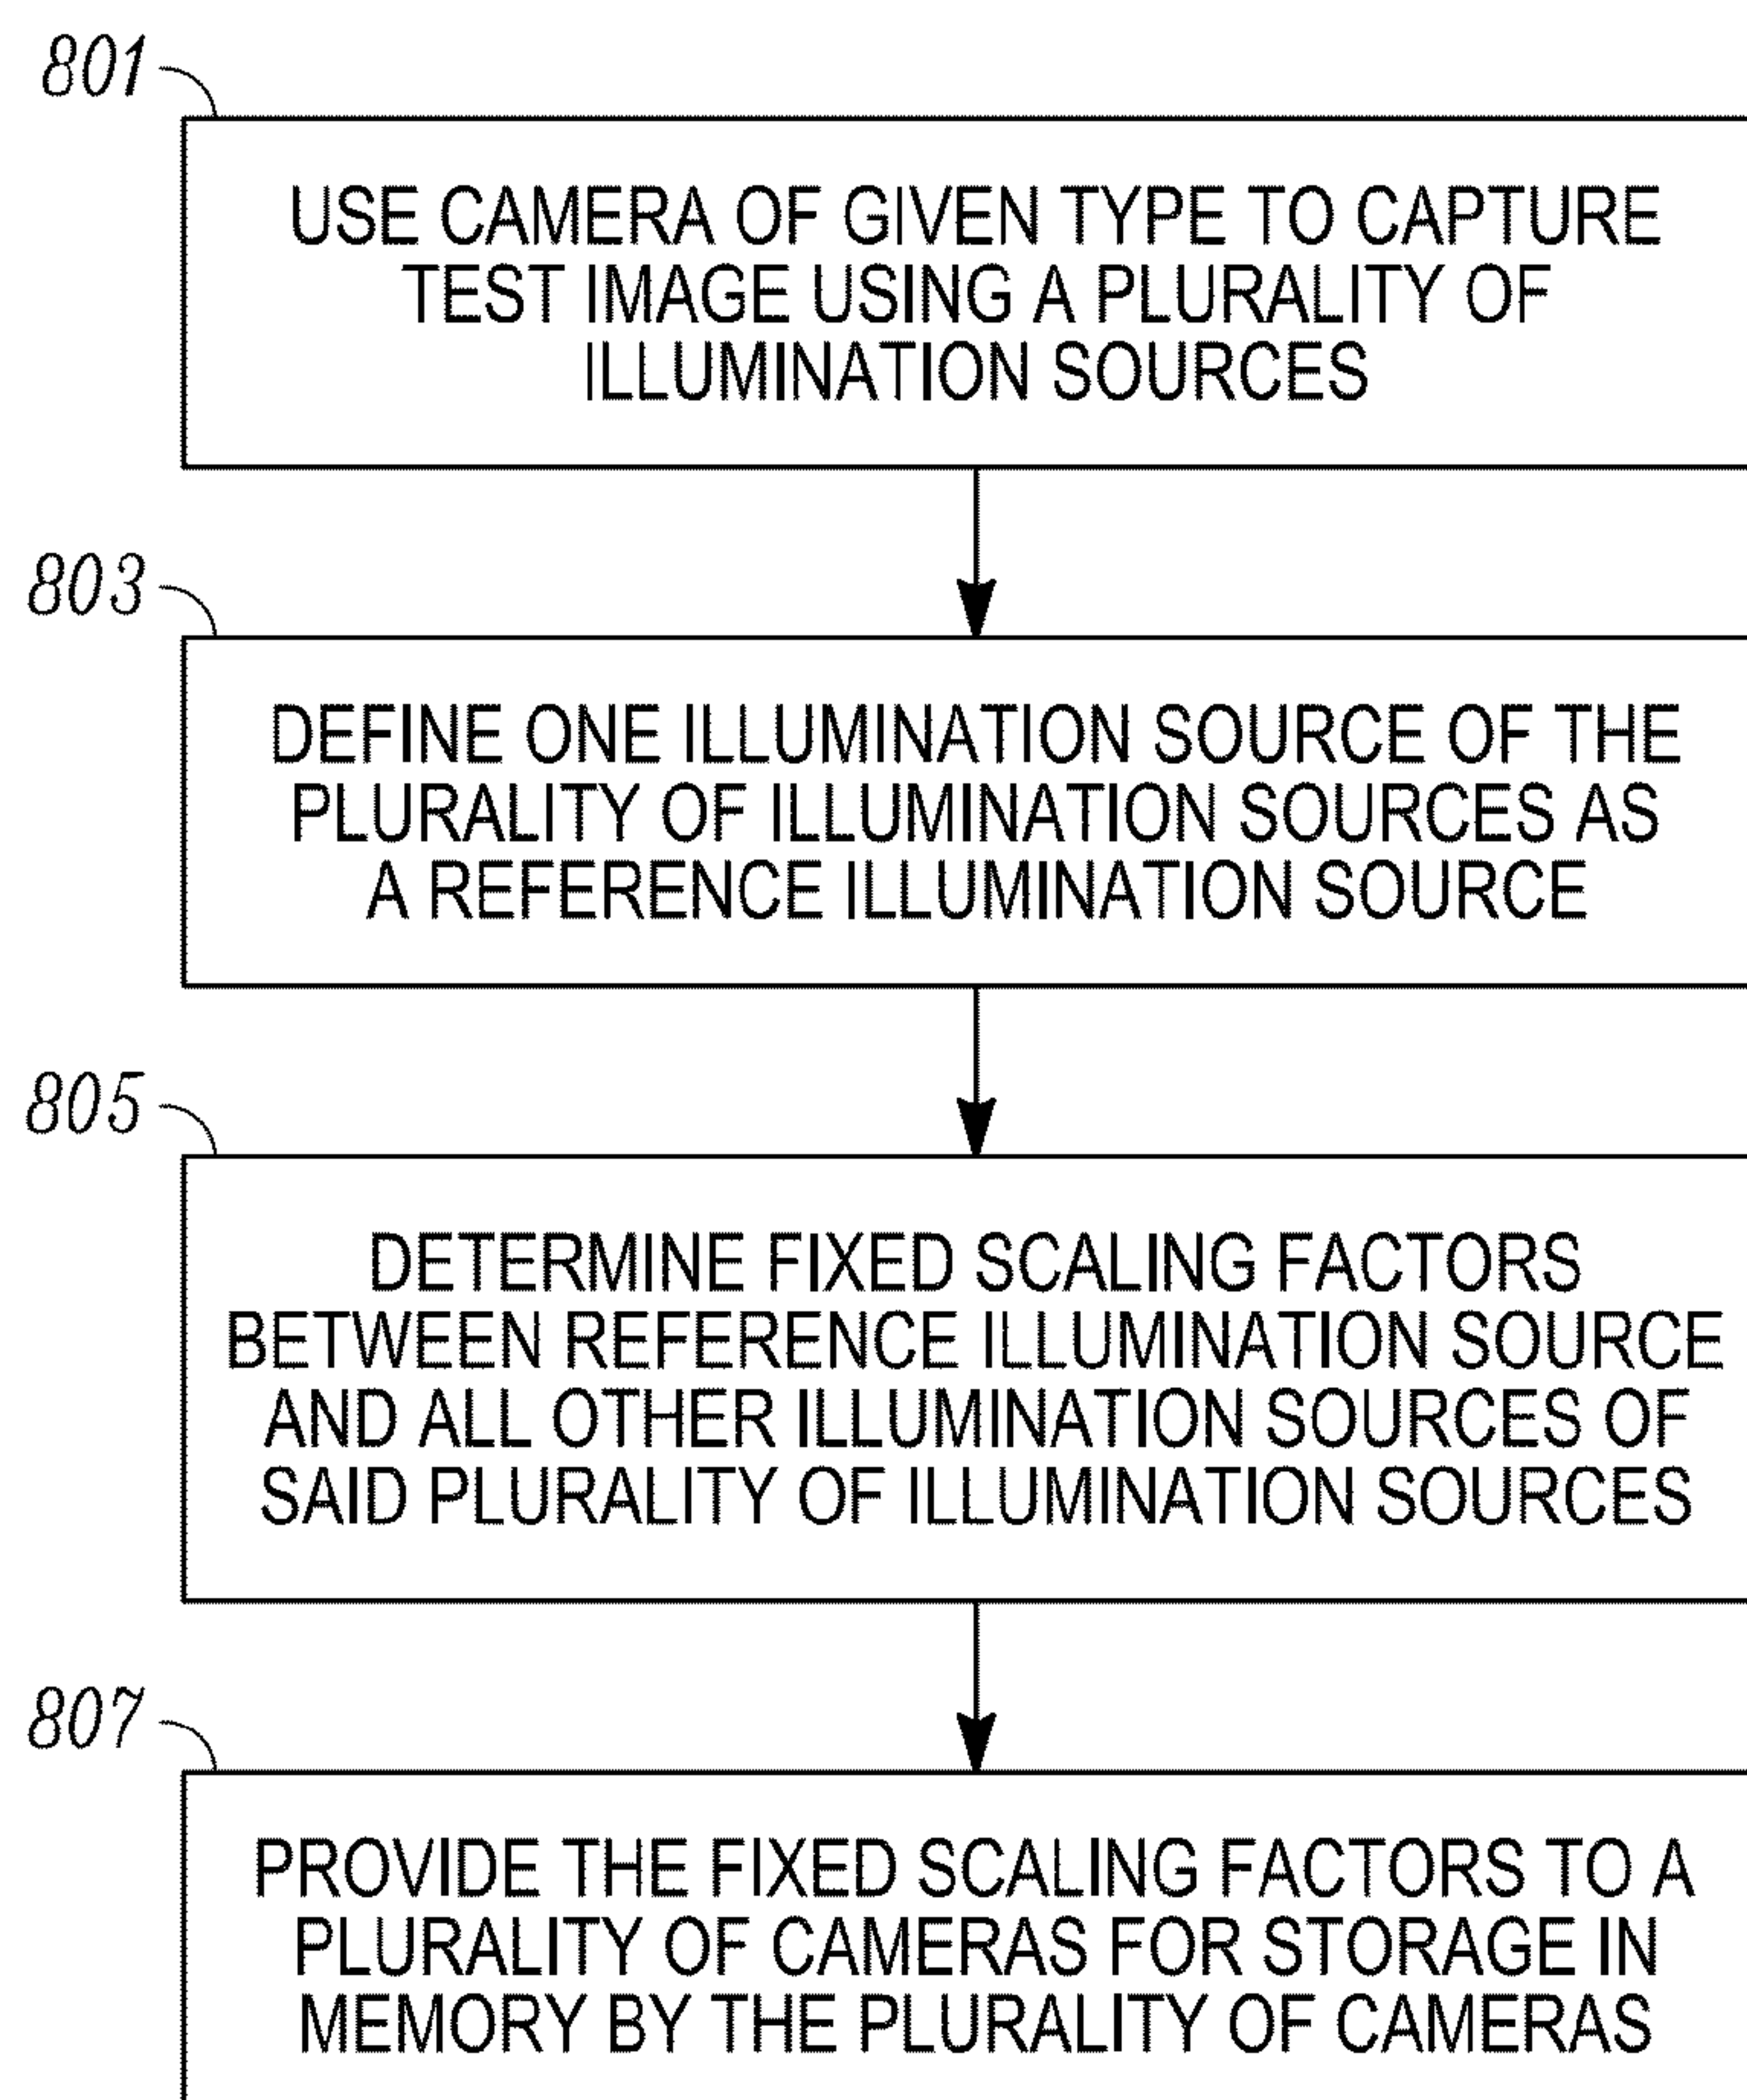 801
USE CAMERA OF GIVEN TYPE TO CAPTURE
TEST IMAGE USING A PLURALITY OF
ILLUMINATION SOURCES
803
DEFINE ONE ILLUMINATION SOURCE OF THE
PLURALITY OF ILLUMINATION SOURCES AS
A REFERENCE ILLUMINATION SOURCE
805
DETERMINE FIXED SCALING FACTORS
BETWEEN REFERENCE ILLUMINATION SOURCE
AND ALL OTHER ILLUMINATION SOURCES OF
SAID PLURALITY OF ILLUMINATION SOURCES
807
PROVIDE THE FIXED SCALING FACTORS TO A
PLURALITY OF CAMERAS FOR STORAGE IN
MEMORY BY THE PLURALITY OF CAMERAS